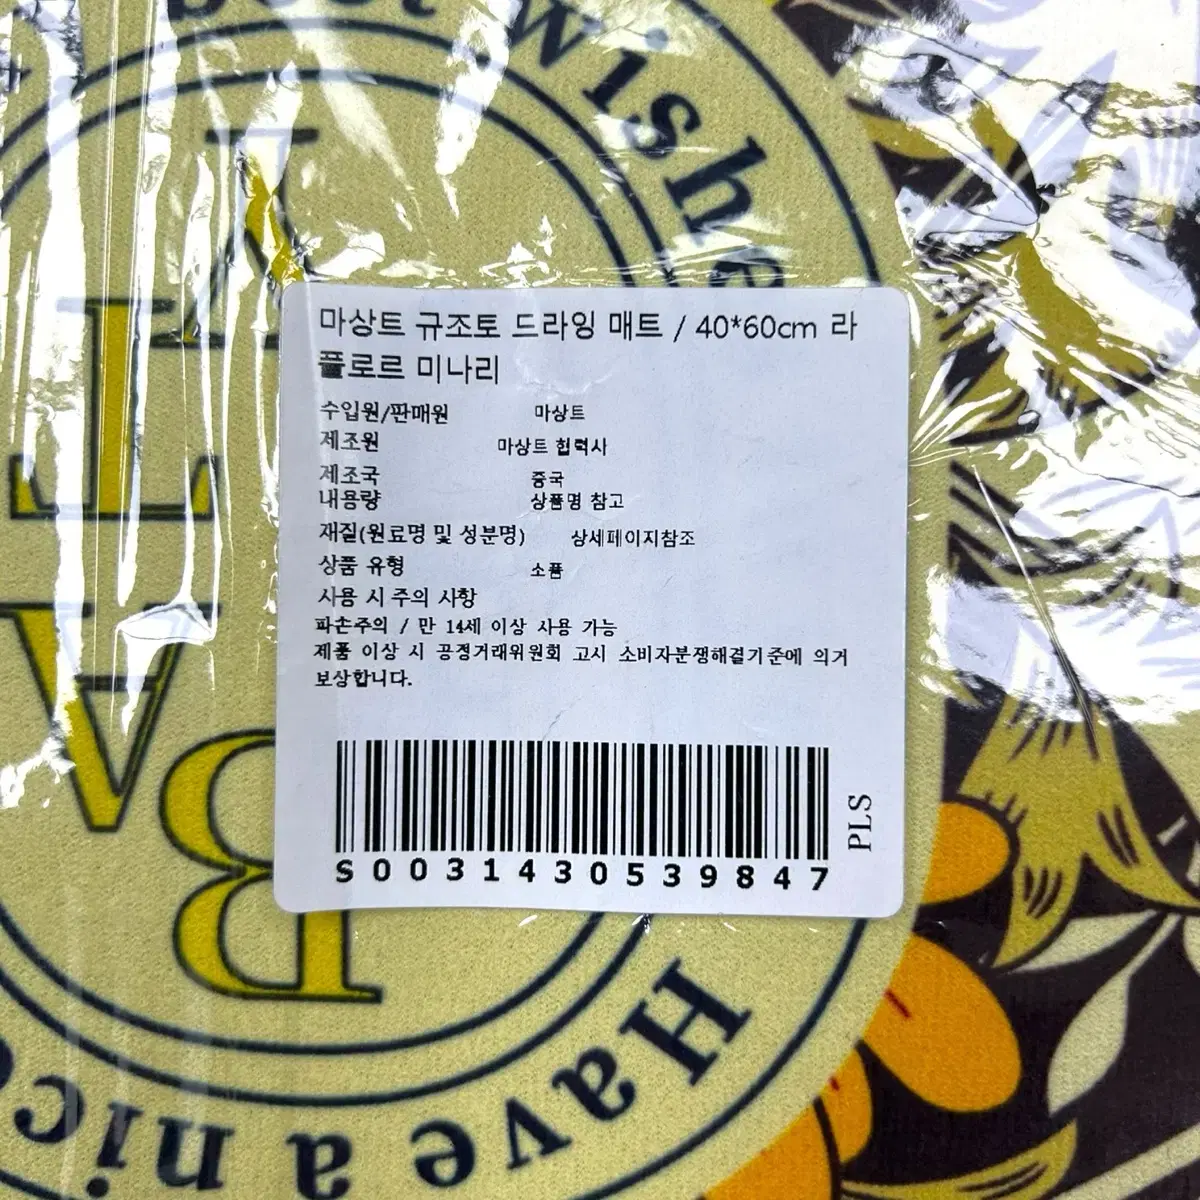 best wishe
마상트 규조토 드라잉 매트 / 40*60cm 라
플로르 미나리
수입원/판매원 마상트
제조원 마상트 협력사
제조국 중국
내용량 상품명 참고
재질(원료명 및 성분명) 상세페이지참조
상품 유형 소품
사용 시 주의 사항
파손주의 / 만 14세 이상 사용 가능
제품 이상 시 공정거래위원회 고시 소비자분쟁해결기준에 의거
보상합니다.
S0031430539847
PLS
Have a nice